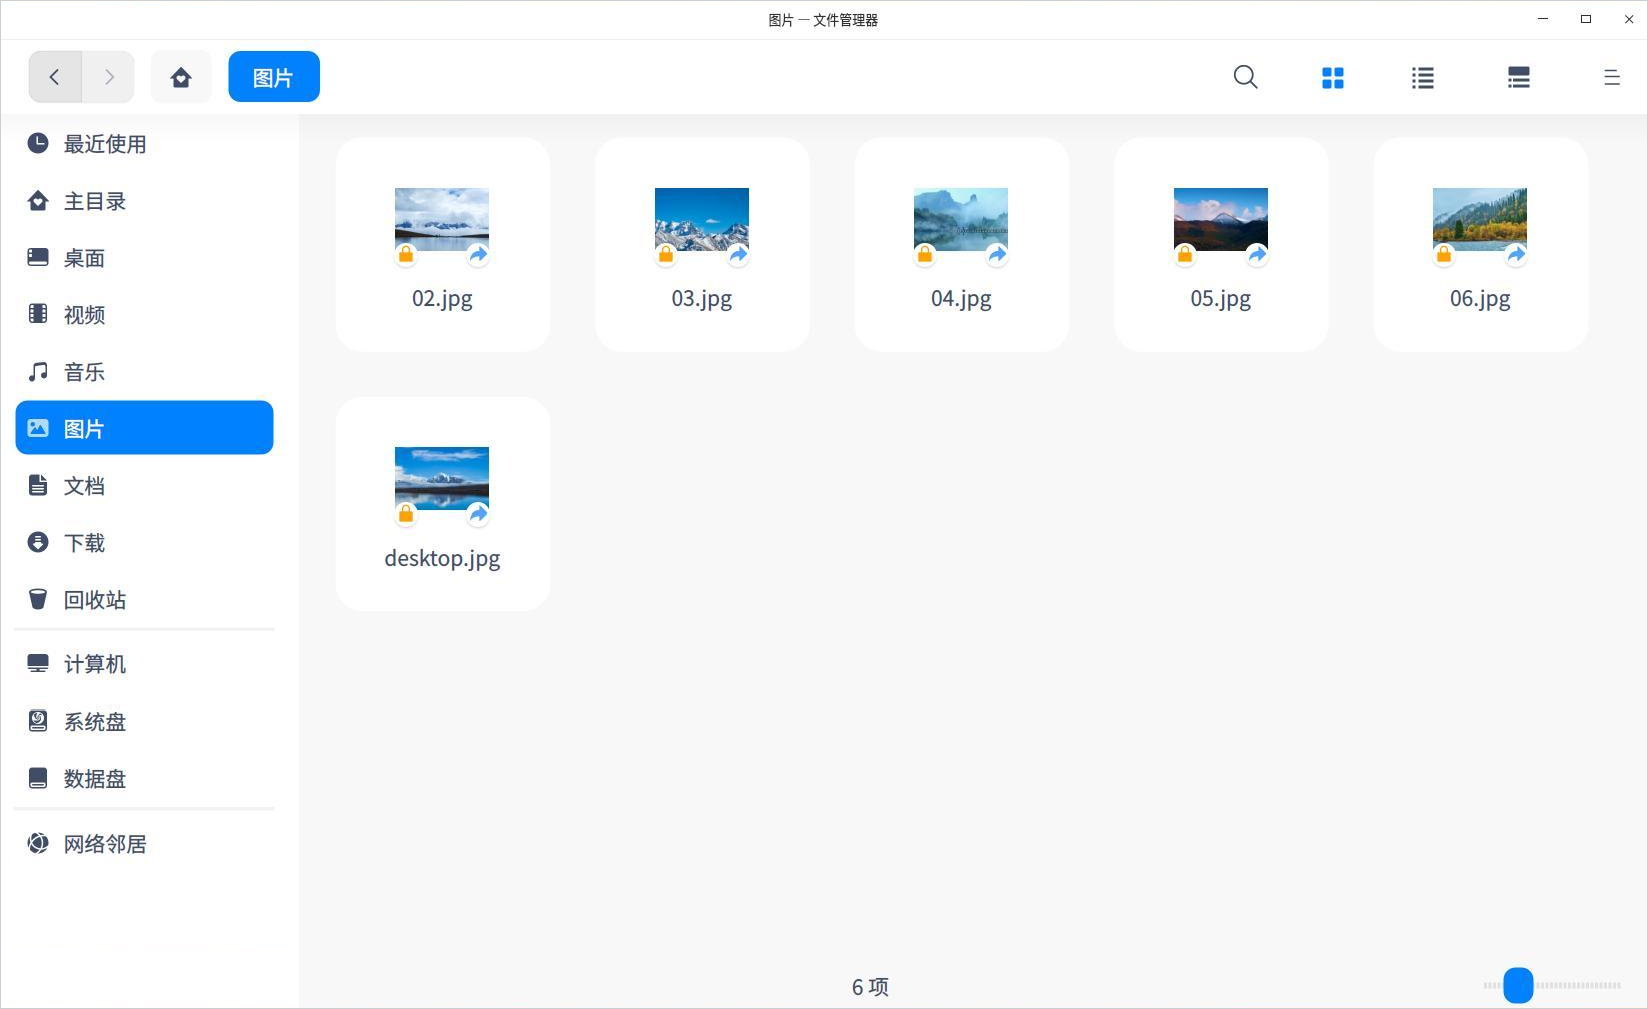 图片 — 文件管理器
图片
最近使用
主目录
桌面
视频
音乐
图片
文档
下载
回收站
计算机
系统盘
数据盘
网络邻居
02.jpg
03.jpg
04.jpg
05.jpg
06.jpg
desktop.jpg
6 项